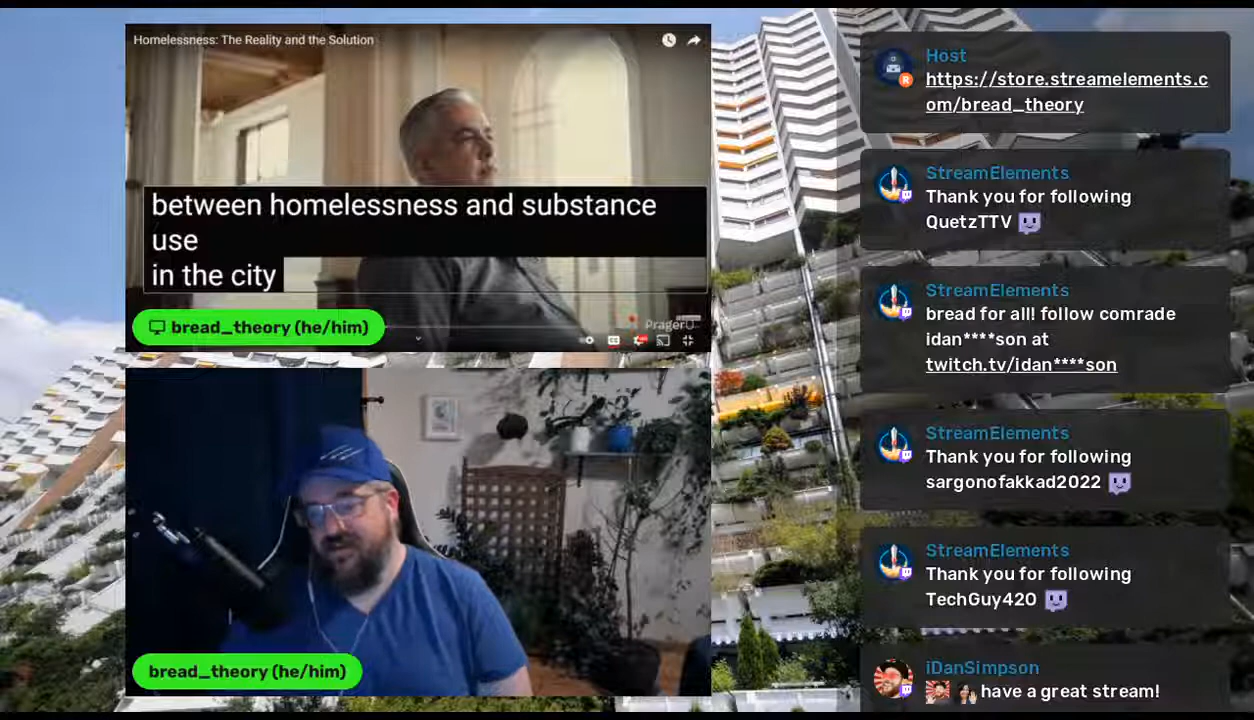 Homelessness: The Reality and the Solution
between homelessness and substance
use
in the city
PragerU
bread_theory (he/him)
bread_theory (he/him)
Host
https://store.streamelements.c
om/bread_theory
StreamElements
Thank you for following
QuetzTTV
StreamElements
bread for all! follow comrade
idan****son at
twitch.tv/idan****son
StreamElements
Thank you for following
sargonofakkad2022
StreamElements
Thank you for following
TechGuy420
iDanSimpson
have a great stream!